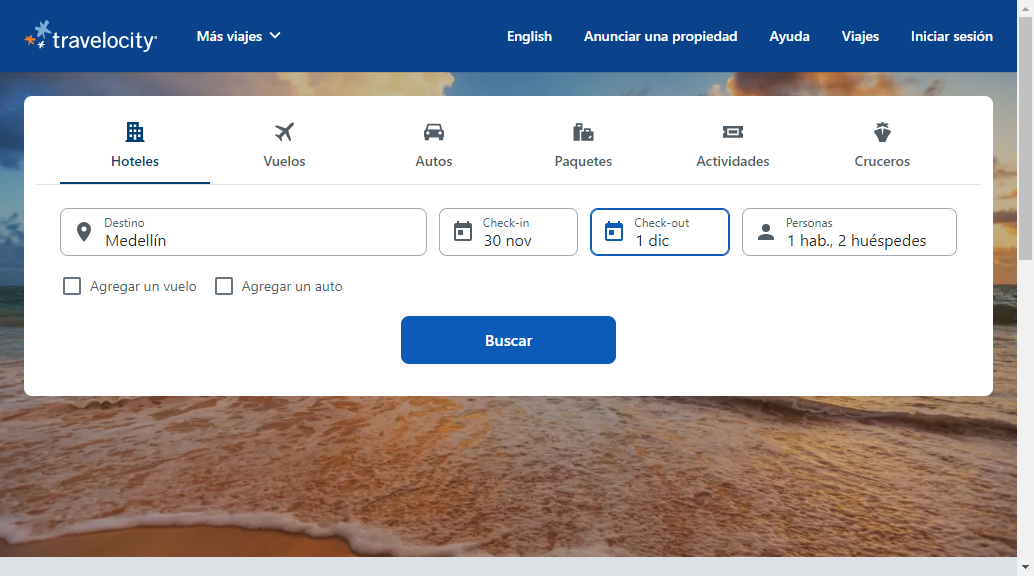 travelocity
Más viajes
English
Anunciar una propiedad
Ayuda
Viajes
Iniciar sesión
Hoteles
Vuelos
Autos
Paquetes
Actividades
Cruceros
Destino
Medellín
Check-in
30 nov
Check-out
1 dic
Personas
1 hab., 2 huéspedes
Agregar un vuelo
Agregar un auto
Buscar